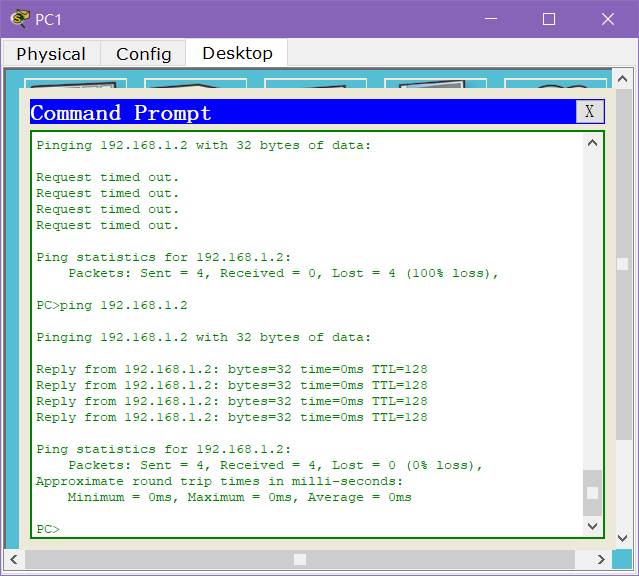 PC1
Physical Config Desktop
Command Prompt X
Pinging 192.168.1.2 with 32 bytes of data:
Request timed out.
Request timed out.
Request timed out.
Request timed out.
Ping statistics for 192.168.1.2:
Packets: Sent = 4, Received = 0, Lost = 4 (100% loss),
PC>ping 192.168.1.2
Pinging 192.168.1.2 with 32 bytes of data:
Reply from 192.168.1.2: bytes=32 time=0ms TTL=128
Reply from 192.168.1.2: bytes=32 time=0ms TTL=128
Reply from 192.168.1.2: bytes=32 time=0ms TTL=128
Reply from 192.168.1.2: bytes=32 time=0ms TTL=128
Ping statistics for 192.168.1.2:
Packets: Sent = 4, Received = 4, Lost = 0 (0% loss),
Approximate round trip times in milli-seconds:
Minimum = 0ms, Maximum = 0ms, Average = 0ms
PC>